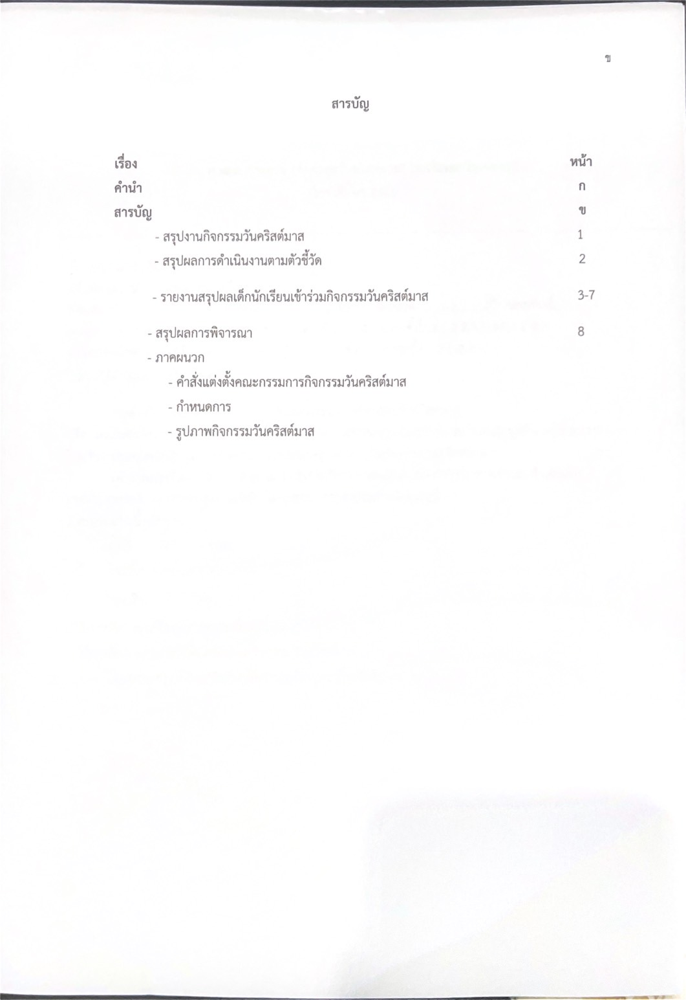 ข
สารบัญ
เรื่อง หน้า
คำนำ ก
สารบัญ ข
- สรุปงานกิจกรรมวันคริสต์มาส 1
- สรุปผลการดำเนินงานตามตัวชี้วัด 2
- รายงานสรุปผลเด็กนักเรียนเข้าร่วมกิจกรรมวันคริสต์มาส 3-7
- สรุปผลการพิจารณา 8
- ภาคผนวก
- คำสั่งแต่งตั้งคณะกรรมการกิจกรรมวันคริสต์มาส
- กำหนดการ
- รูปภาพกิจกรรมวันคริสต์มาส